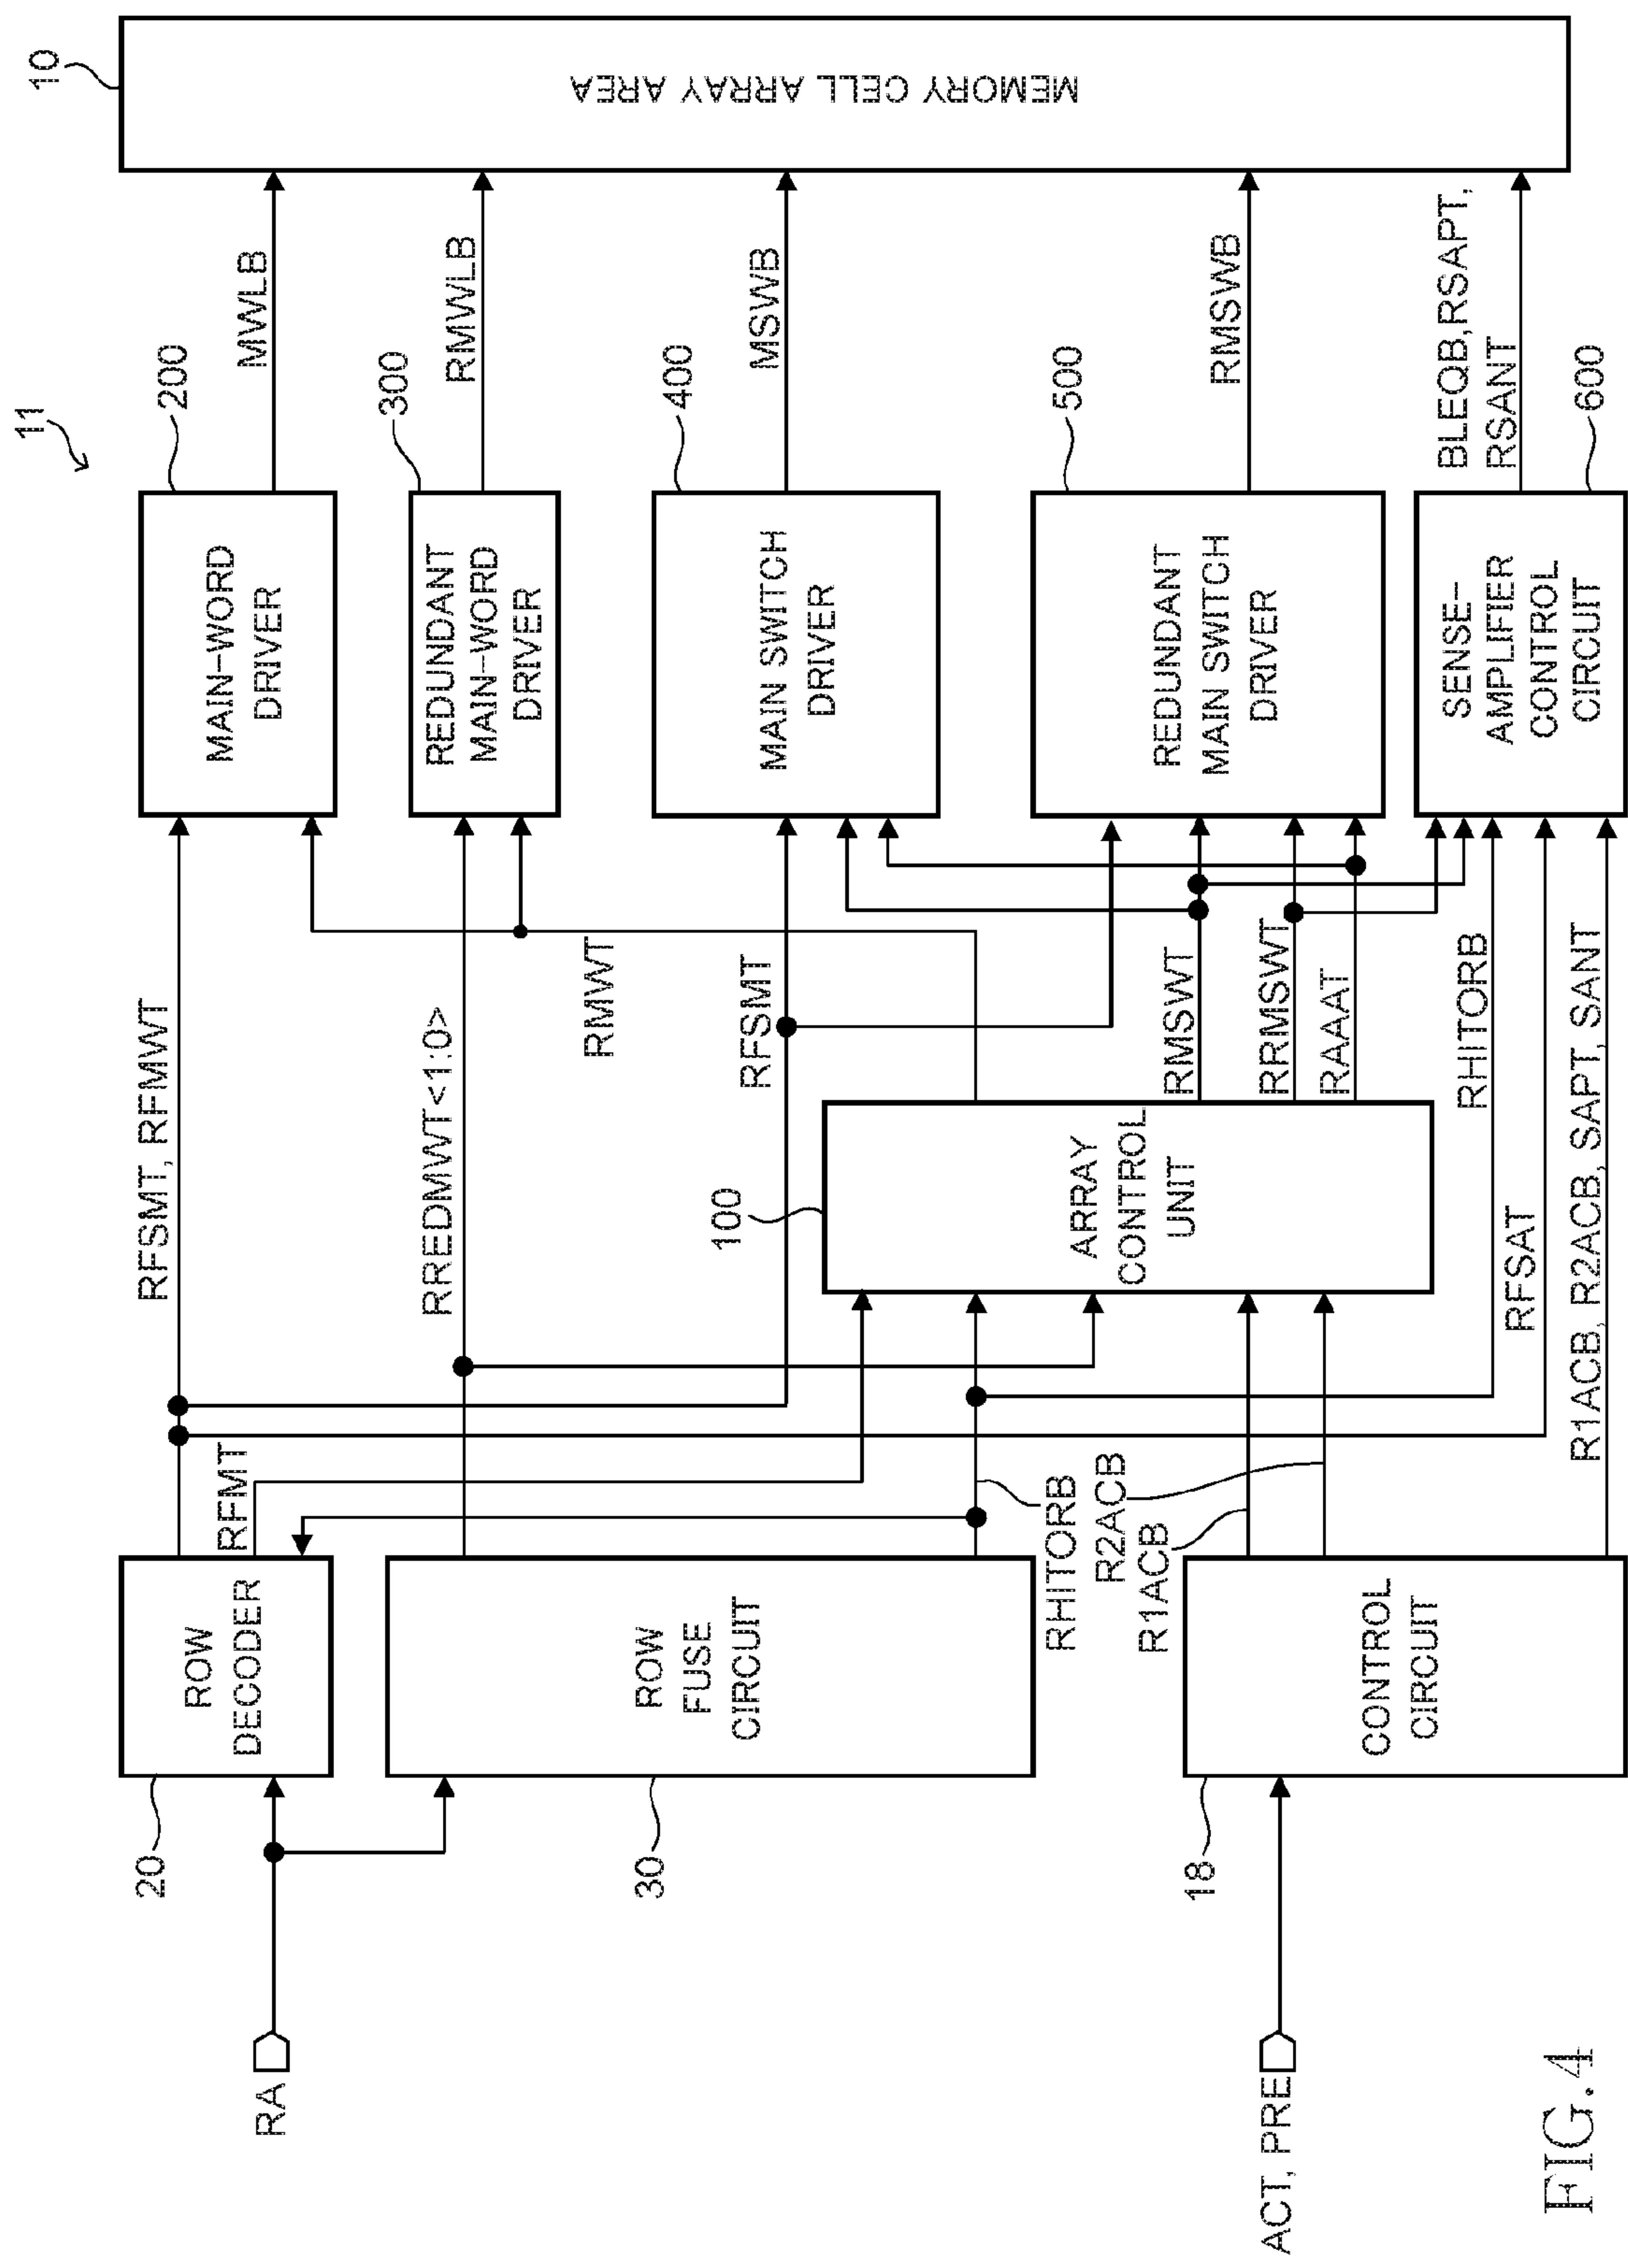 11
RA
20
ROW
DECODER
RFSMT, RFMWT
RFMT
200
MAIN-WORD
DRIVER
MWLB
10
MEMORY CELL ARRAY AREA
RREDMWT<1:0>
RMWT
300
REDUNDANT
MAIN-WORD
DRIVER
RMWLB
30
ROW
FUSE
CIRCUIT
RFSMT
400
MAIN SWITCH
DRIVER
MSWB
100
ARRAY
CONTROL
UNIT
RHITORB
R2ACB
R1ACB
RMSWT
RRMSWT
RAAAT
500
REDUNDANT
MAIN SWITCH
DRIVER
RMSWB
ACT, PRE
18
CONTROL
CIRCUIT
RHITORB
RFSAT
R1ACB, R2ACB, SAPT, SANT
SENSE-
AMPLIFIER
CONTROL
CIRCUIT
600
BLEQB,RSAPT,
RSANT
FIG.4